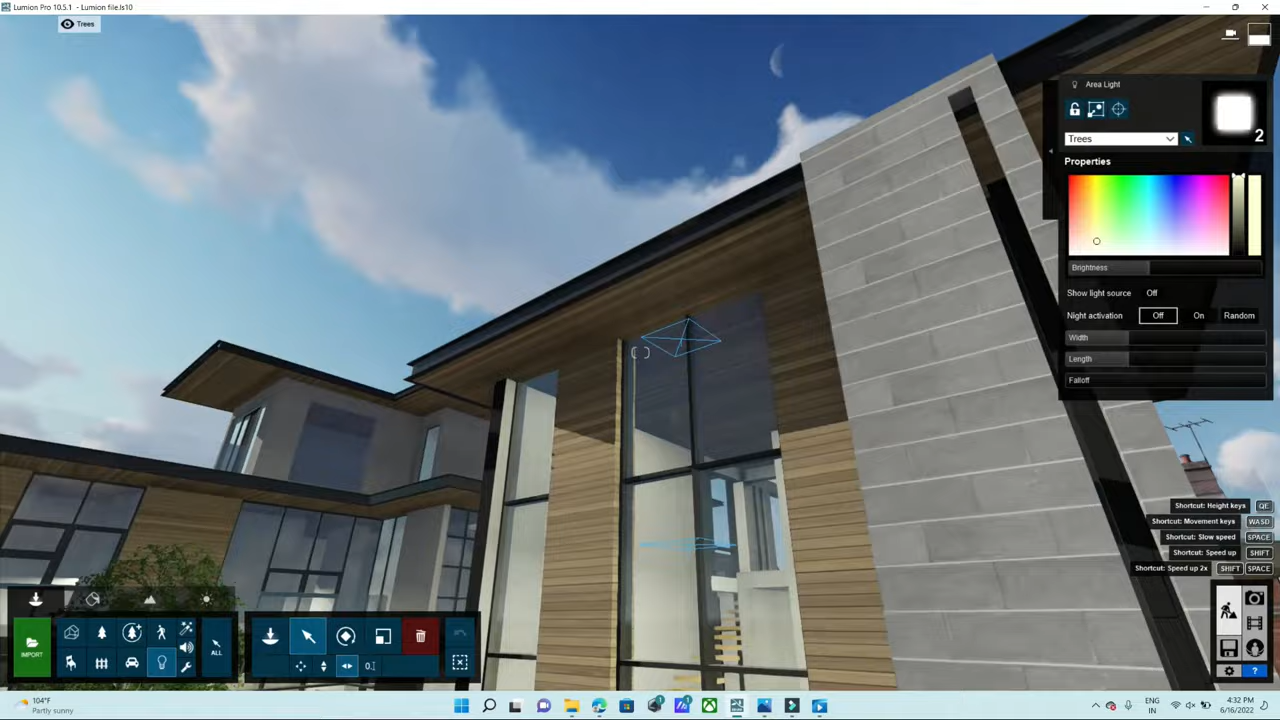 Lumion Pro 10.5.1 - Lumion file.ls10
Trees
Area Light
2
Trees
Properties
Brightness
Show light source Off
Night activation Off On Random
Width
Length
Falloff
Shortcut: Height keys QE
Shortcut: Movement keys WASD
Shortcut: Slow speed SPACE
Shortcut: Speed up SHIFT
Shortcut: Speed up 2x SHIFT SPACE
IMPORT
ALL
0.
?
104°F
Partly sunny
ENG
IN
4:32 PM
6/16/2022